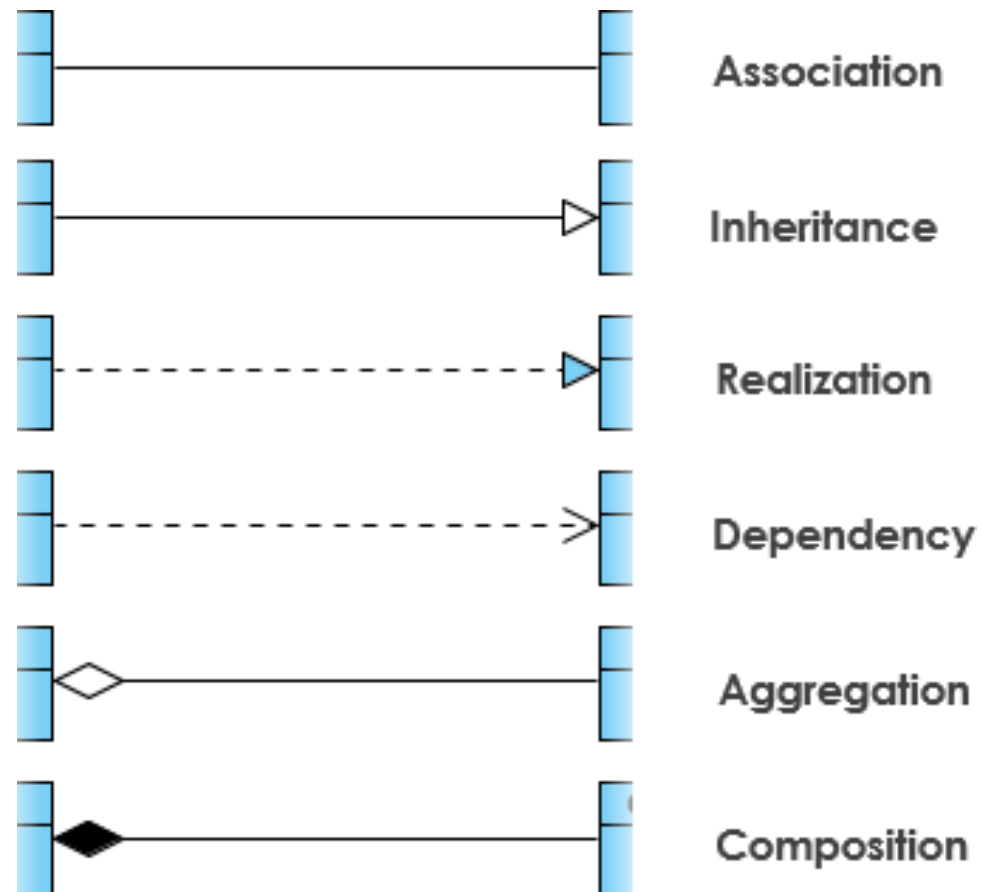 Association
Inheritance
Realization
Dependency
Aggregation
Composition